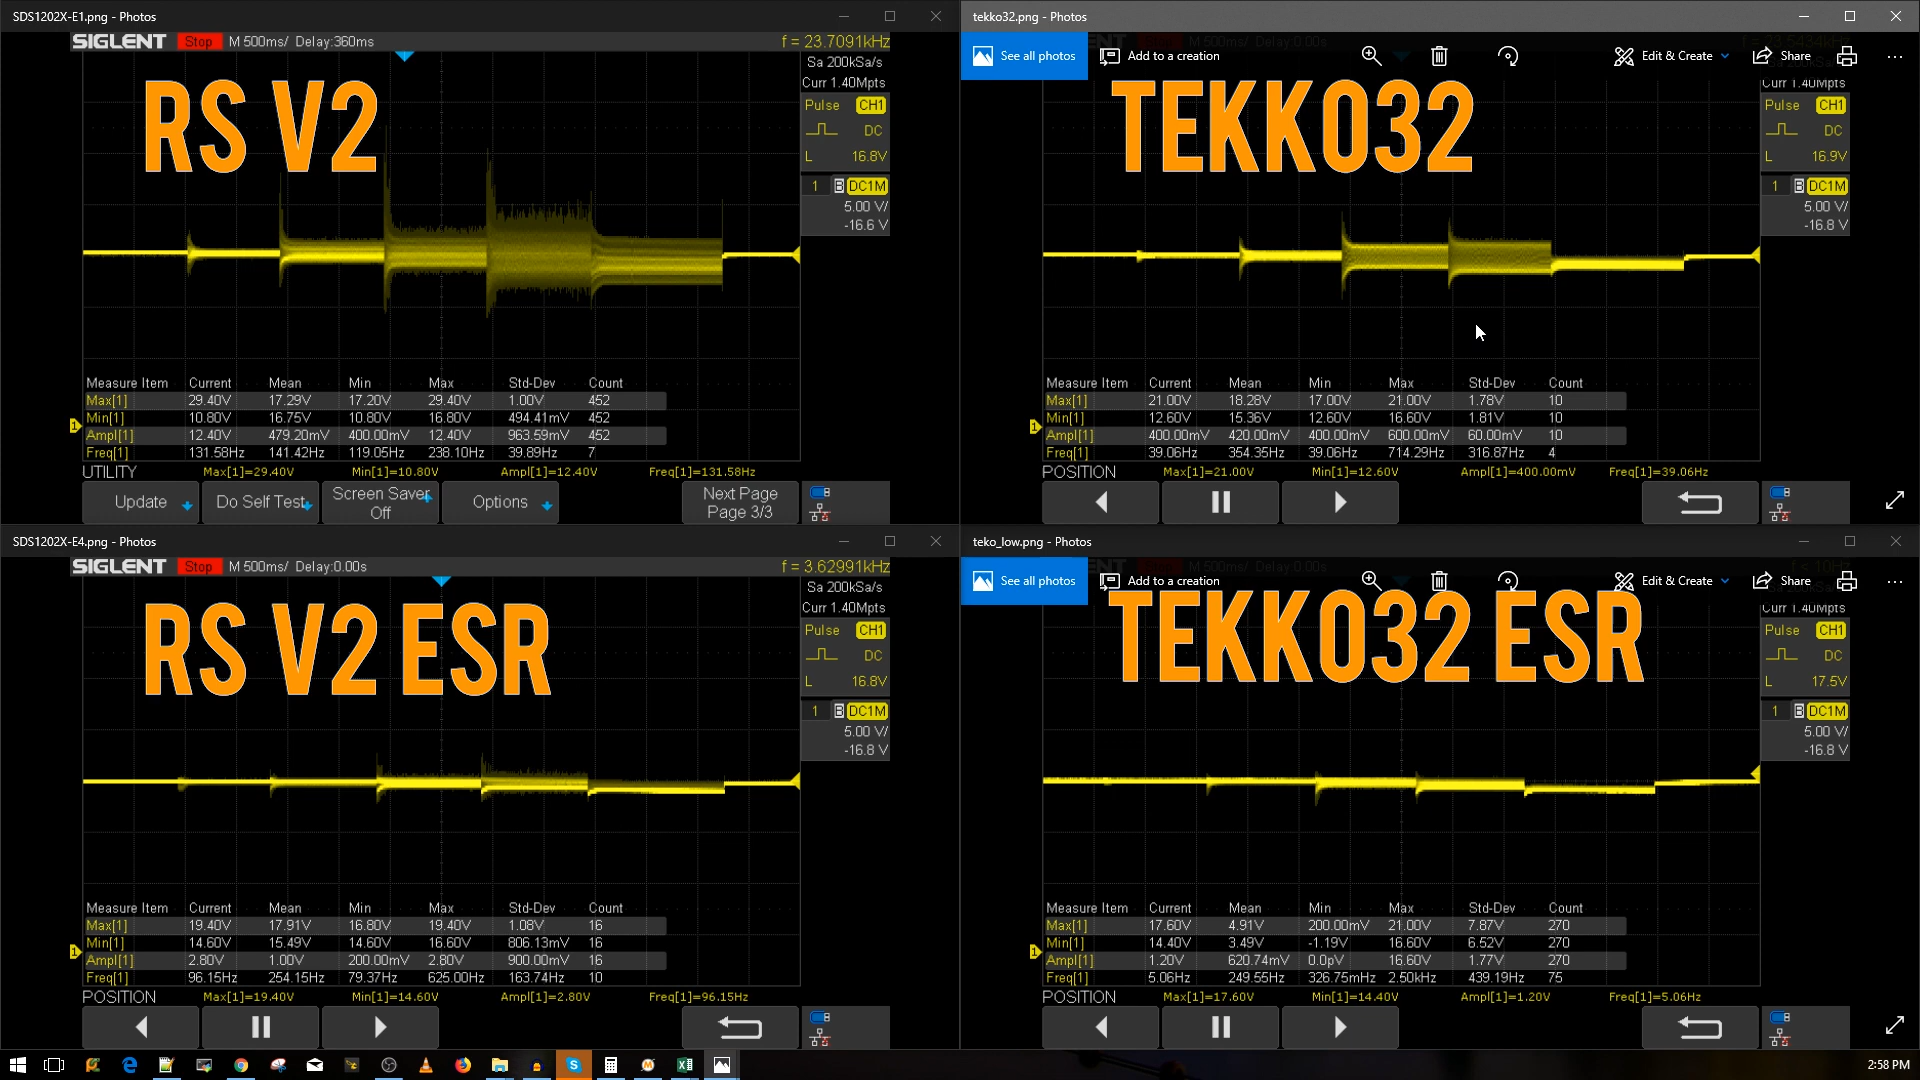 SDS1202X-E1.png - Photos
SIGLENT Stop M 500ms/ Delay:360ms f = 23.7091kHz
Sa 200kSa/s
Curr 1.40Mpts
RS V2
Pulse CH1
DC
L 16.8V
1 B DC1M
5.00 V/
-16.6 V
Measure Item Current Mean Min Max Std-Dev Count
Max[1] 29.40V 17.29V 17.20V 29.40V 1.00V 452
Min[1] 10.80V 16.75V 10.80V 16.80V 494.41mV 452
Ampl[1] 12.40V 479.20mV 400.00mV 12.40V 963.59mV 452
Freq[1] 131.58Hz 141.42Hz 119.05Hz 238.10Hz 39.89Hz 7
UTILITY Max[1]=29.40V Min[1]=10.80V Ampl[1]=12.40V Freq[1]=131.58Hz
Update Do Self Test Screen Saver Off Options Next Page Page 3/3
tekko32.png - Photos
See all photos Add to a creation Edit & Create Share
M 500ms/ Delay:0.00s
Curr 1.40Mpts
TEKKO32
Pulse CH1
DC
L 16.9V
1 B DC1M
5.00 V/
-16.8 V
Measure Item Current Mean Min Max Std-Dev Count
Max[1] 21.00V 18.28V 17.00V 21.00V 1.78V 10
Min[1] 12.60V 15.36V 12.60V 16.60V 1.81V 10
Ampl[1] 400.00mV 420.00mV 400.00mV 600.00mV 60.00mV 10
Freq[1] 39.06Hz 354.35Hz 39.06Hz 714.29Hz 316.87Hz 4
POSITION Max[1]=21.00V Min[1]=12.60V Ampl[1]=400.00mV Freq[1]=39.06Hz
SDS1202X-E4.png - Photos
SIGLENT Stop M 500ms/ Delay:0.00s f = 3.62991kHz
Sa 200kSa/s
Curr 1.40Mpts
RS V2 ESR
Pulse CH1
DC
L 16.8V
1 B DC1M
5.00 V/
-16.8 V
Measure Item Current Mean Min Max Std-Dev Count
Max[1] 19.40V 17.91V 16.80V 19.40V 1.08V 16
Min[1] 14.60V 15.49V 14.60V 16.60V 806.13mV 16
Ampl[1] 2.80V 1.00V 200.00mV 2.80V 900.00mV 16
Freq[1] 96.15Hz 254.15Hz 79.37Hz 625.00Hz 163.74Hz 10
POSITION Max[1]=19.40V Min[1]=14.60V Ampl[1]=2.80V Freq[1]=96.15Hz
teko_low.png - Photos
See all photos Add to a creation Edit & Create Share
M 500ms/ Delay:0.00s
Curr 1.40Mpts
TEKKO32 ESR
Pulse CH1
DC
L 17.5V
1 B DC1M
5.00 V/
-16.8 V
Measure Item Current Mean Min Max Std-Dev Count
Max[1] 17.60V 4.91V 200.00mV 21.00V 7.87V 270
Min[1] 14.40V 3.49V -1.19V 16.60V 6.52V 270
Ampl[1] 1.20V 620.74mV 0.0pV 16.60V 1.77V 270
Freq[1] 5.06Hz 249.55Hz 326.75mHz 2.50kHz 439.19Hz 75
POSITION Max[1]=17.60V Min[1]=14.40V Ampl[1]=1.20V Freq[1]=5.06Hz
2:58 PM